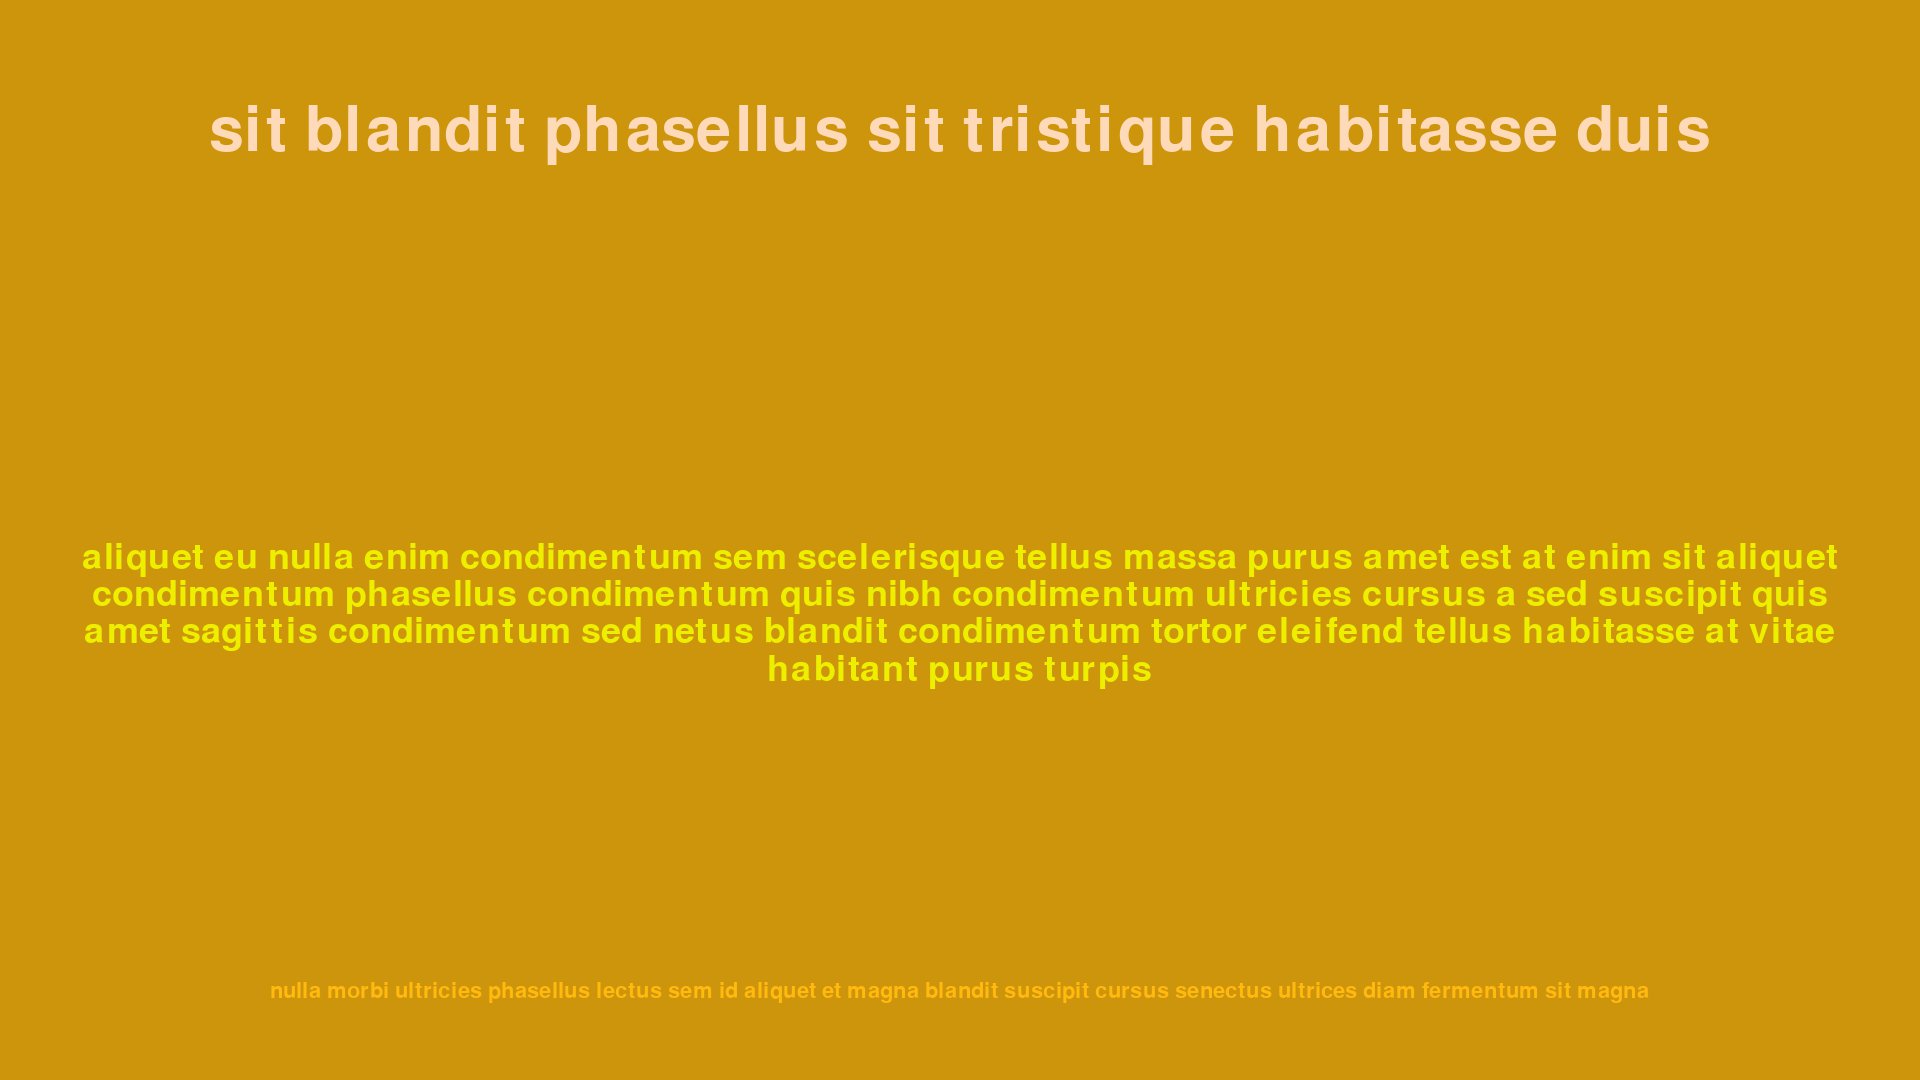 sit blandit phasellus sit tristique habitasse duis
aliquet eu nulla enim condimentum sem scelerisque tellus massa purus amet est at enim sit aliquet
condimentum phasellus condimentum quis nibh condimentum ultricies cursus a sed suscipit quis
amet sagittis condimentum sed netus blandit condimentum tortor eleifend tellus habitasse at vitae
habitant purus turpis
nulla morbi ultricies phasellus lectus sem id aliquet et magna blandit suscipit cursus senectus ultrices diam fermentum sit magna